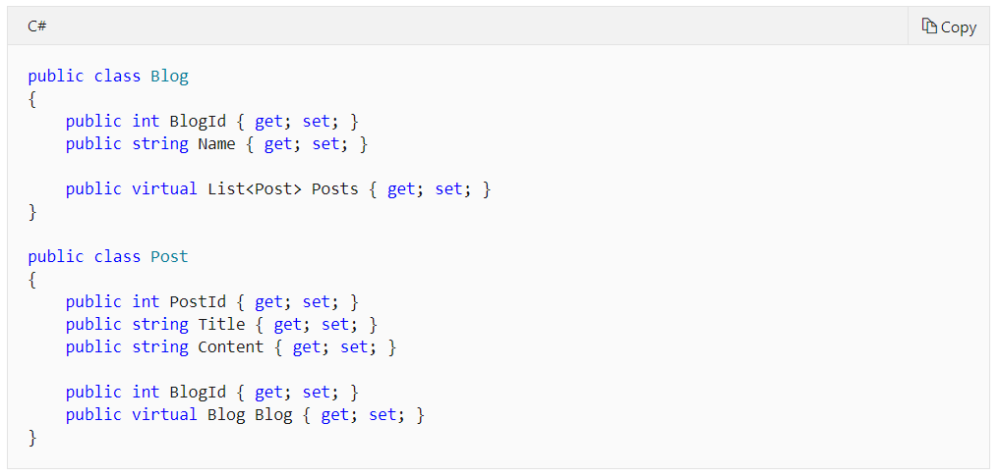 C#
Copy
public class Blog
{
    public int BlogId { get; set; }
    public string Name { get; set; }

    public virtual List<Post> Posts { get; set; }
}

public class Post
{
    public int PostId { get; set; }
    public string Title { get; set; }
    public string Content { get; set; }

    public int BlogId { get; set; }
    public virtual Blog Blog { get; set; }
}